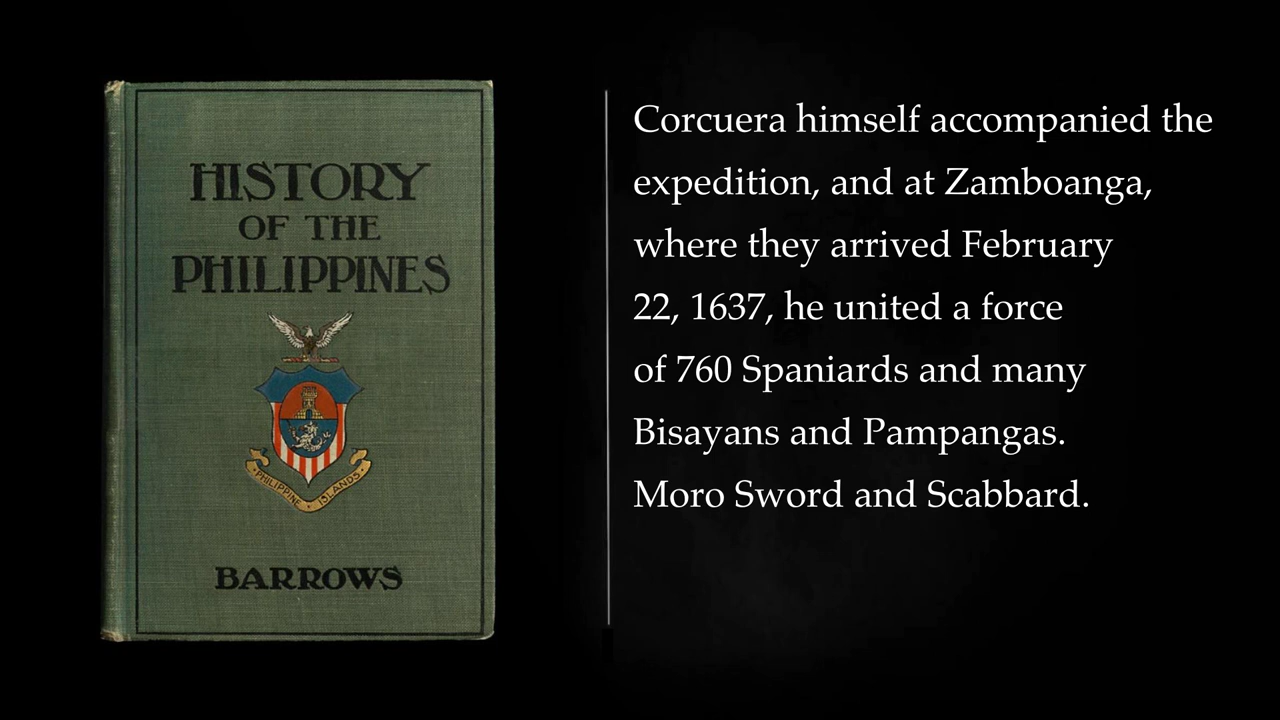 HISTORY
OF THE
PHILIPPINES
PHILIPPINE ISLANDS
BARROWS
Corcuera himself accompanied the
expedition, and at Zamboanga,
where they arrived February
22, 1637, he united a force
of 760 Spaniards and many
Bisayans and Pampangas.
Moro Sword and Scabbard.